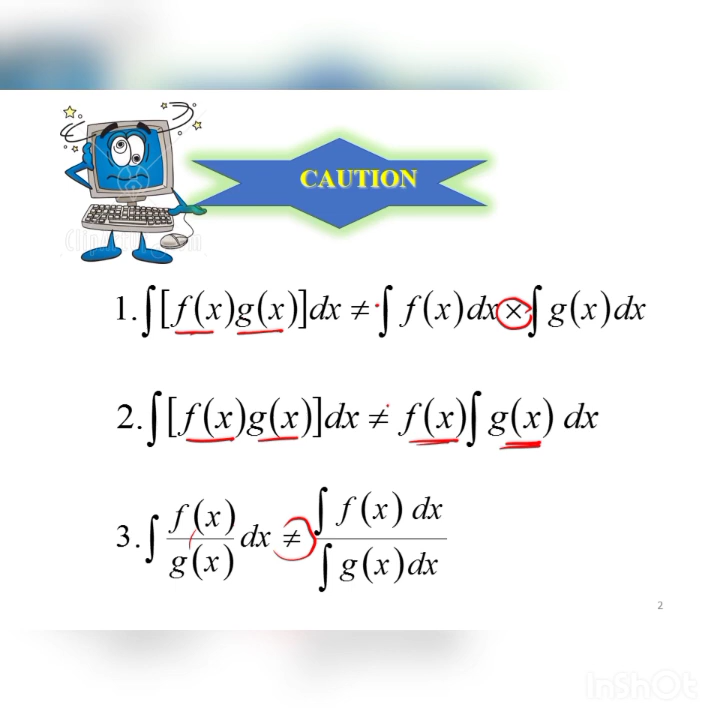 CAUTION
1. ∫[f(x)g(x)]dx ≠ ∫f(x)dx × ∫g(x)dx
2. ∫[f(x)g(x)]dx ≠ f(x)∫g(x) dx
3. ∫ f(x)/g(x) dx ≠ ∫f(x) dx / ∫g(x)dx
2
InShOt